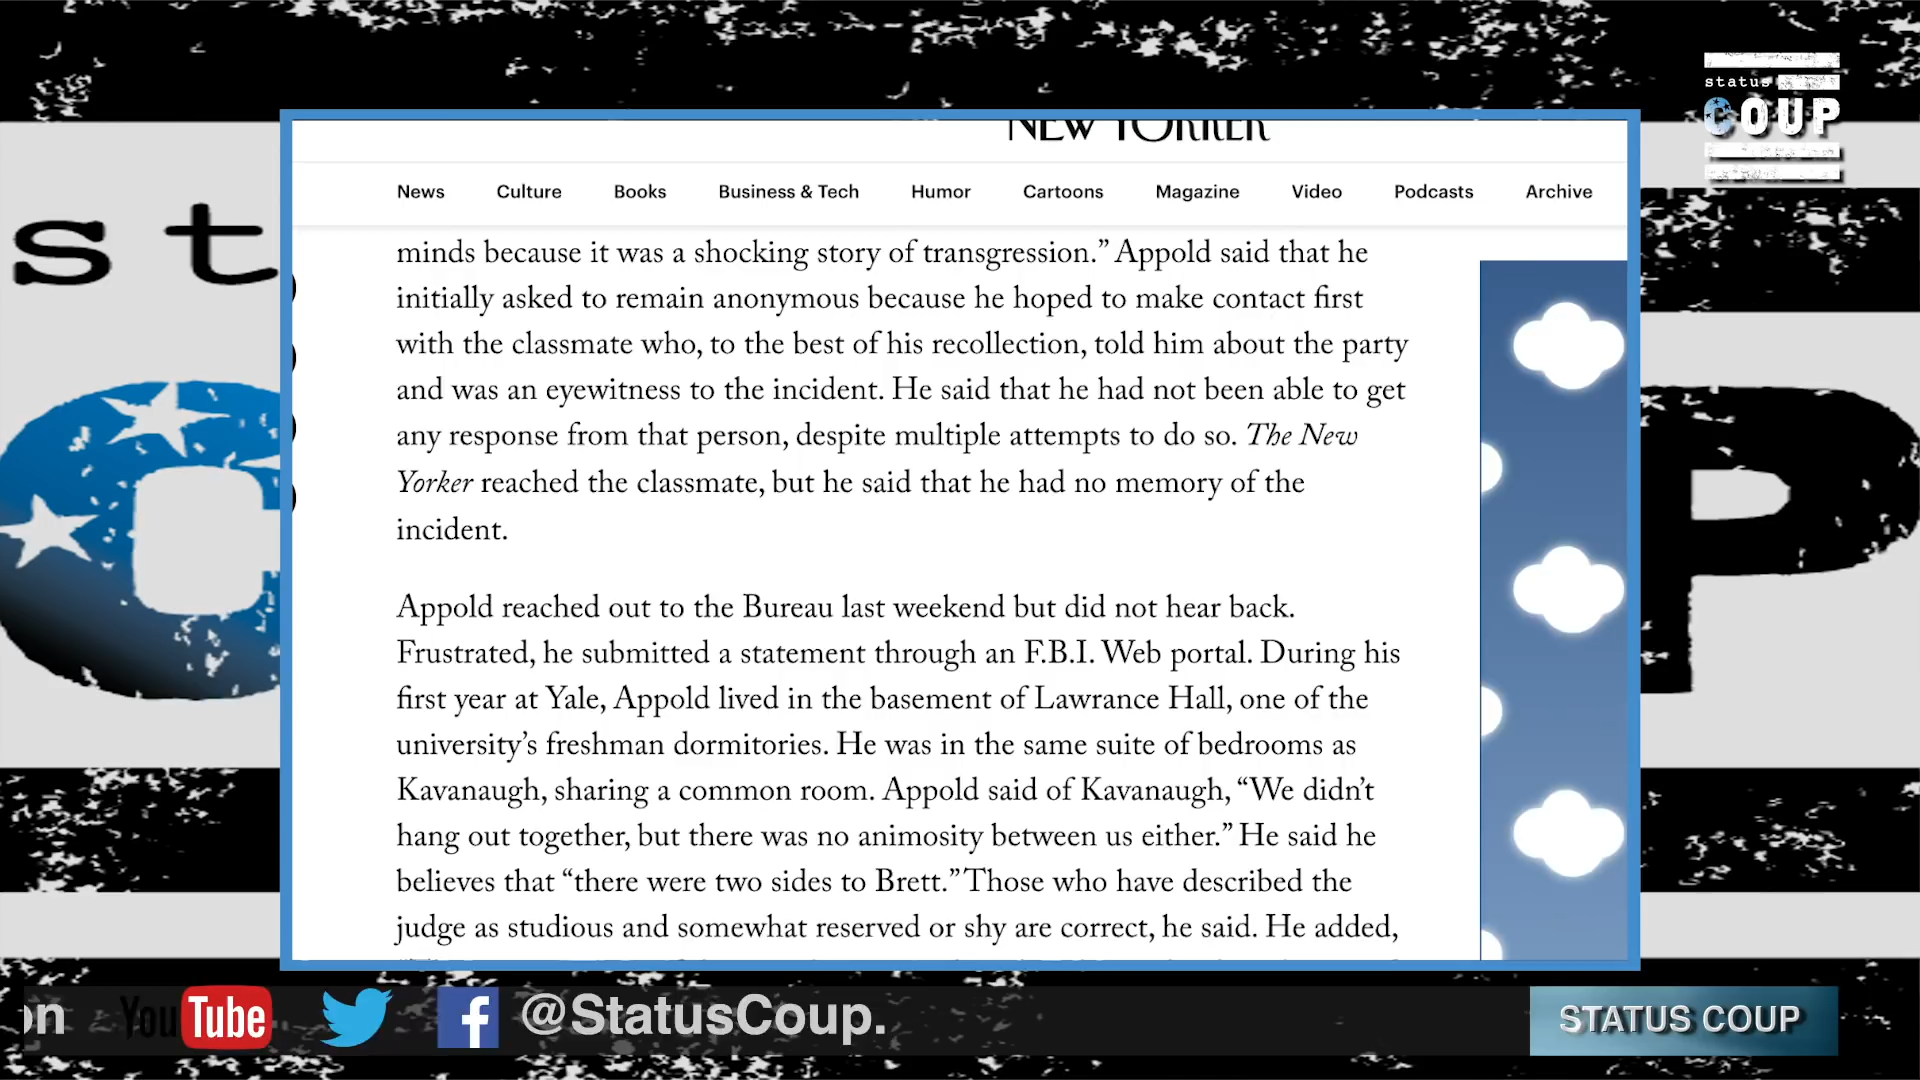 status
COUP
NEW YORKER
News Culture Books Business & Tech Humor Cartoons Magazine Video Podcasts Archive
st
minds because it was a shocking story of transgression.” Appold said that he
initially asked to remain anonymous because he hoped to make contact first
with the classmate who, to the best of his recollection, told him about the party
and was an eyewitness to the incident. He said that he had not been able to get
any response from that person, despite multiple attempts to do so. The New
Yorker reached the classmate, but he said that he had no memory of the
incident.
Appold reached out to the Bureau last weekend but did not hear back.
Frustrated, he submitted a statement through an F.B.I. Web portal. During his
first year at Yale, Appold lived in the basement of Lawrance Hall, one of the
university’s freshman dormitories. He was in the same suite of bedrooms as
Kavanaugh, sharing a common room. Appold said of Kavanaugh, “We didn’t
hang out together, but there was no animosity between us either.” He said he
believes that “there were two sides to Brett.” Those who have described the
judge as studious and somewhat reserved or shy are correct, he said. He added,
C P
on YouTube @StatusCoup.
STATUS COUP